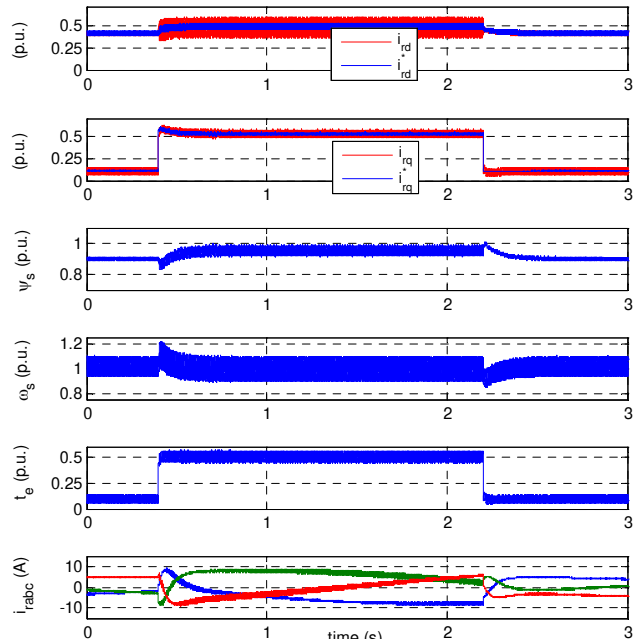 (p.u.)
0.5
0.25
0
0 1 2 3
i_rd
i*_rd
(p.u.)
0.5
0.25
0
0 1 2 3
i_rq
i*_rq
ψ_s (p.u.)
1
0.9
0.8
0 1 2 3
ω_s (p.u.)
1.2
1
0.8
0 1 2 3
t_e (p.u.)
0.5
0.25
0
0 1 2 3
i_rabc (A)
10
0
-10
0 1 2 3
time (s)